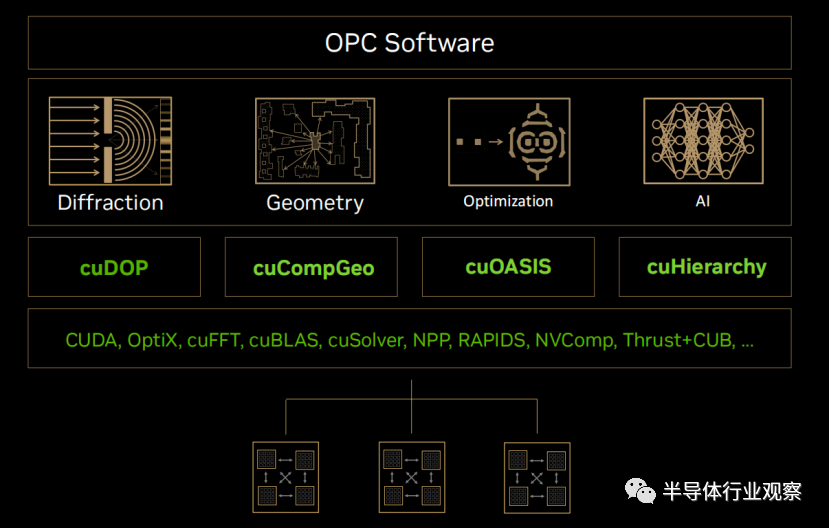 OPC Software
Diffraction
Geometry
Optimization
AI
cuDOP
cuCompGeo
cuOASIS
cuHierarchy
CUDA, OptiX, cuFFT, cuBLAS, cuSolver, NPP, RAPIDS, NVComp, Thrust+CUB, ...
半导体行业观察